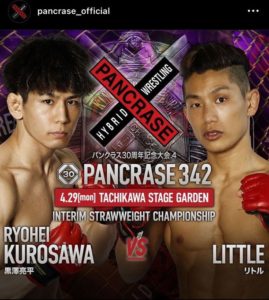 pancrase_official
HYBRID WRESTLING
PANCRASE
パンクラス30周年記念大会 4
30 PANCRASE 342
4.29[mon] TACHIKAWA STAGE GARDEN
INTERIM STRAWWEIGHT CHAMPIONSHIP
RYOHEI
KUROSAWA
黒澤亮平
VS
LITTLE
リトル